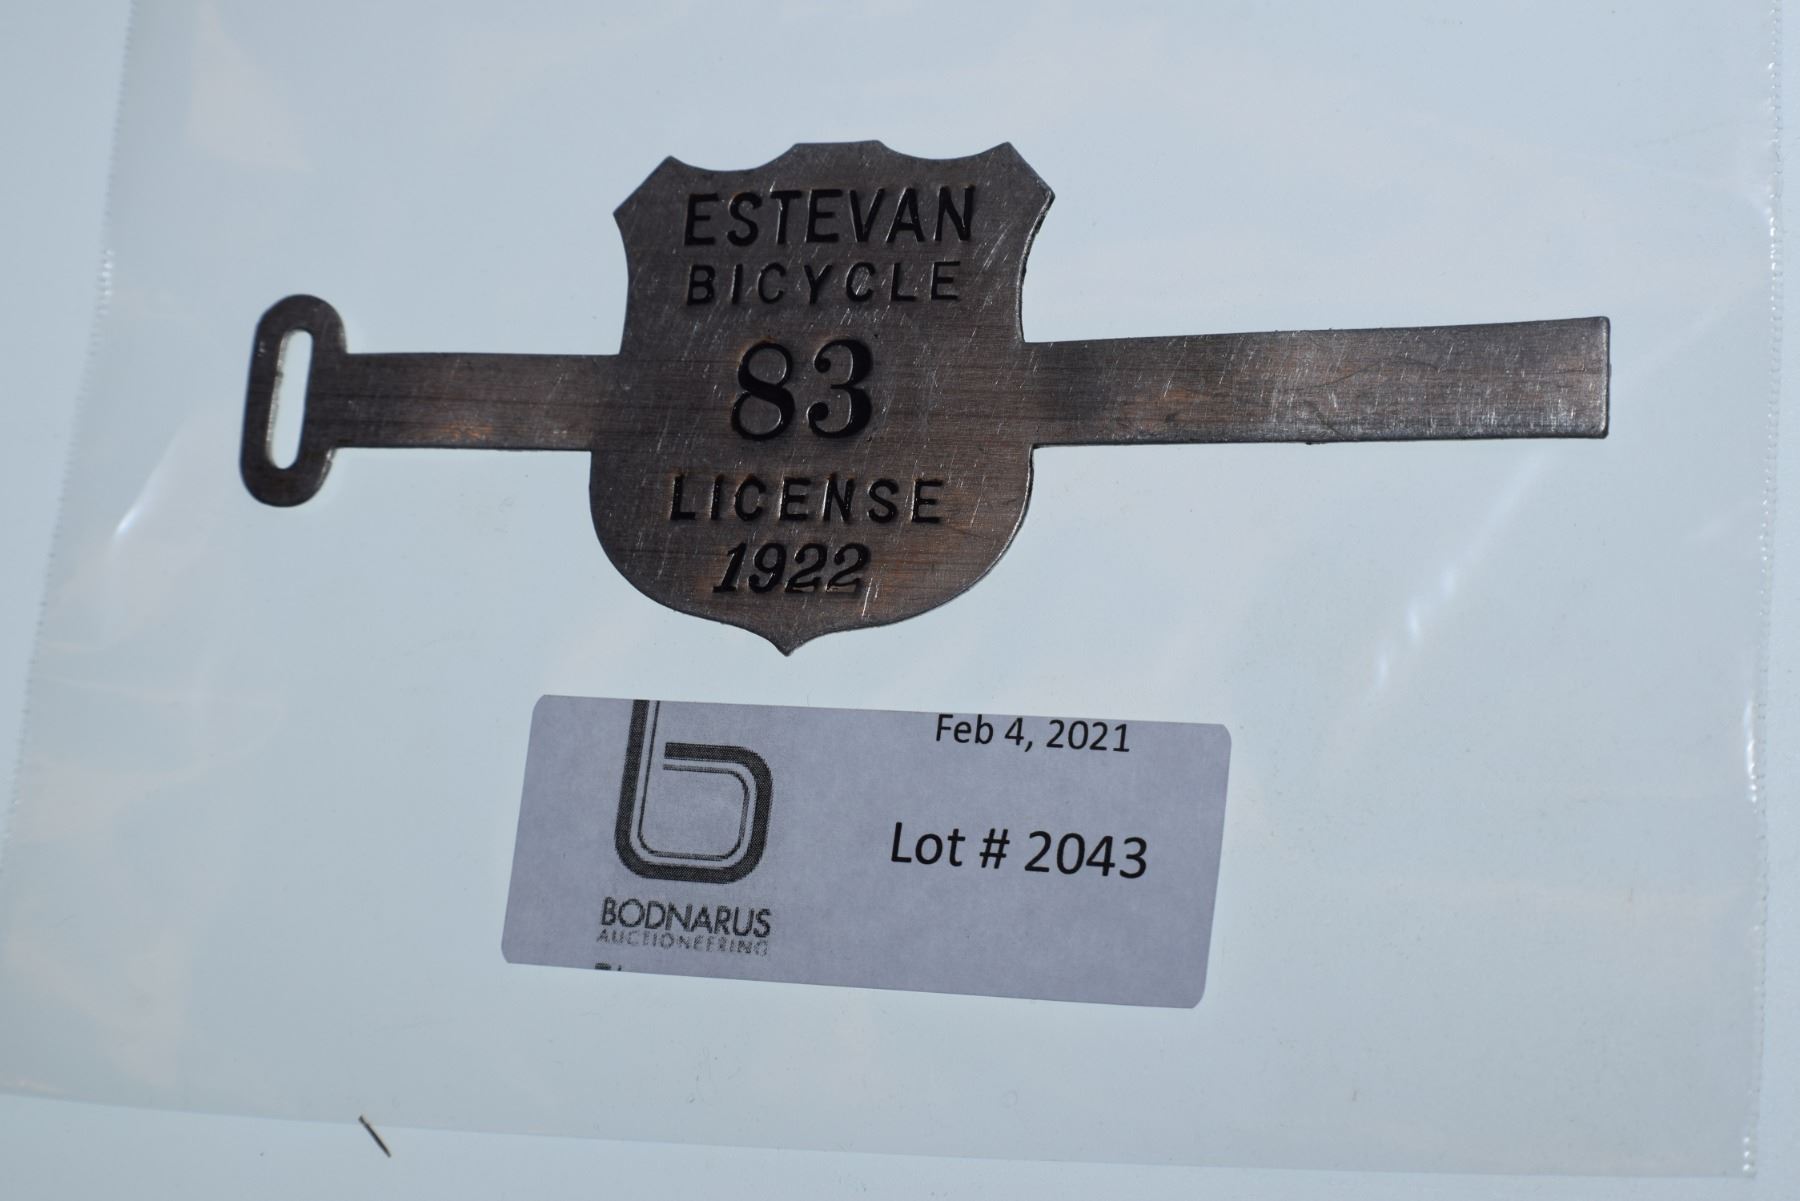 ESTEVAN
BICYCLE
83
LICENSE
1922
Feb 4, 2021
Lot # 2043
BODNARUS
AUCTIONEERING